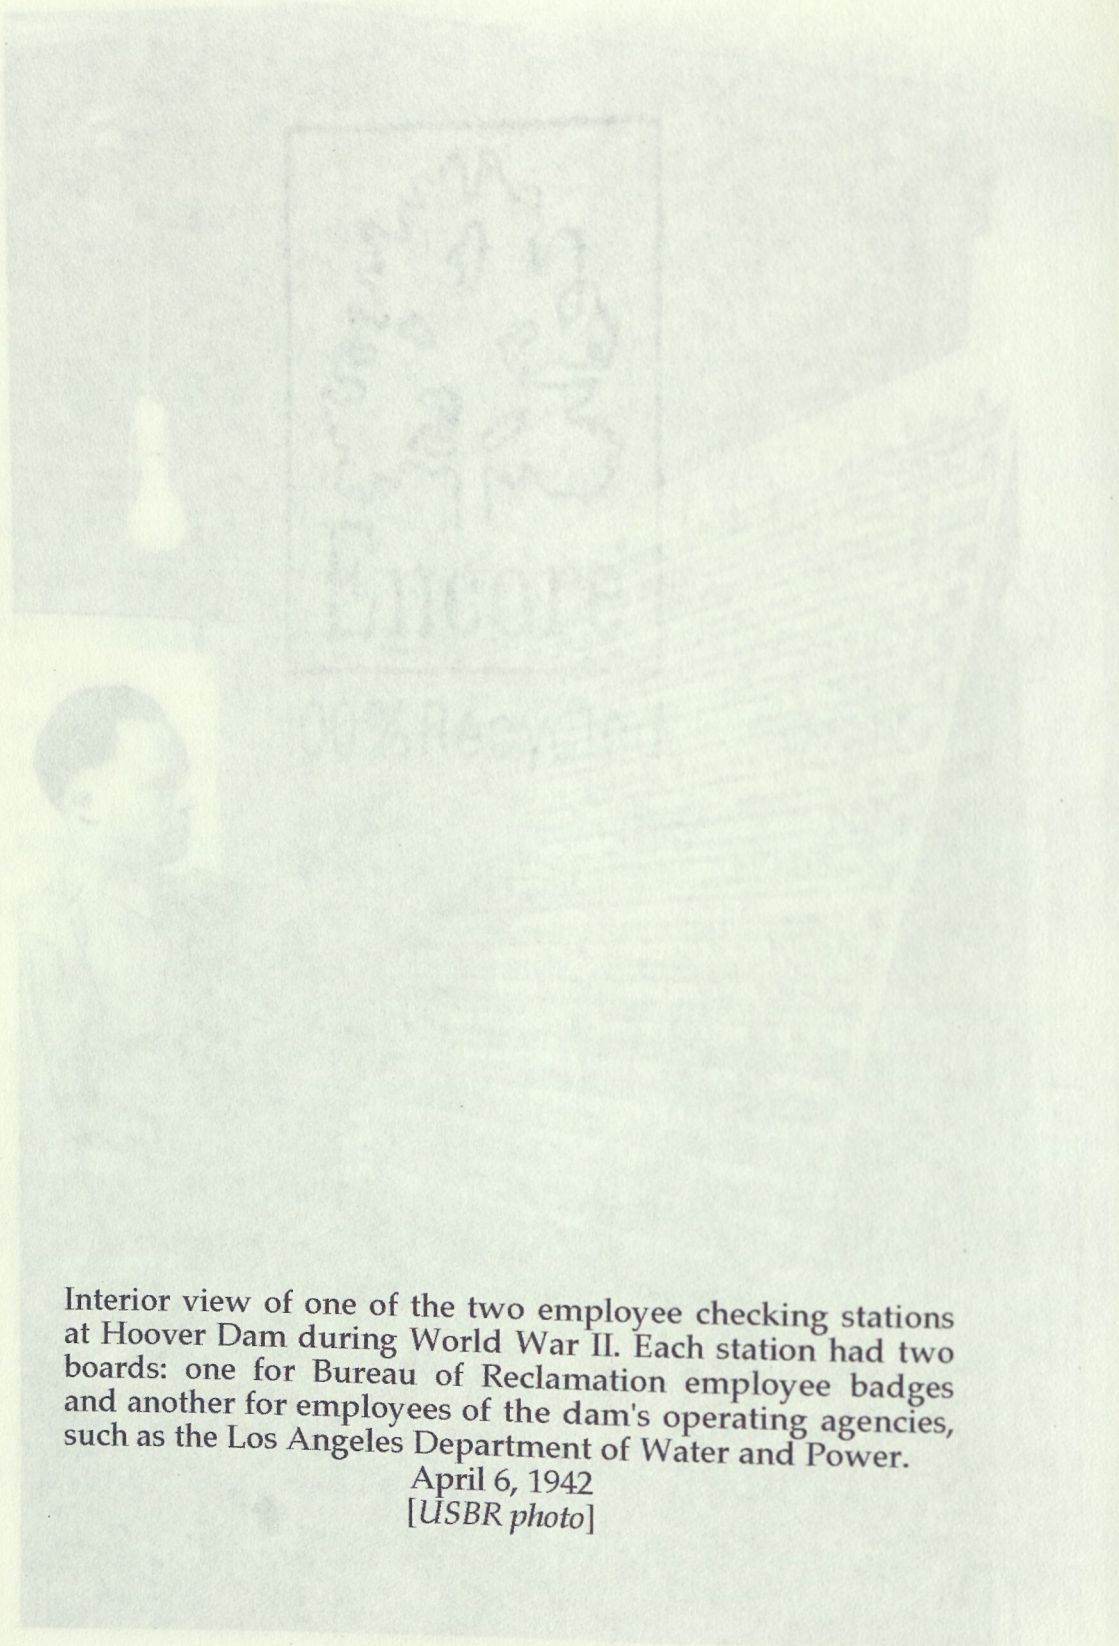 Interior view of one of the two employee checking stations
at Hoover Dam during World War II. Each station had two
boards: one for Bureau of Reclamation employee badges
and another for employees of the dam's operating agencies,
such as the Los Angeles Department of Water and Power.
April 6, 1942
[USBR photo]